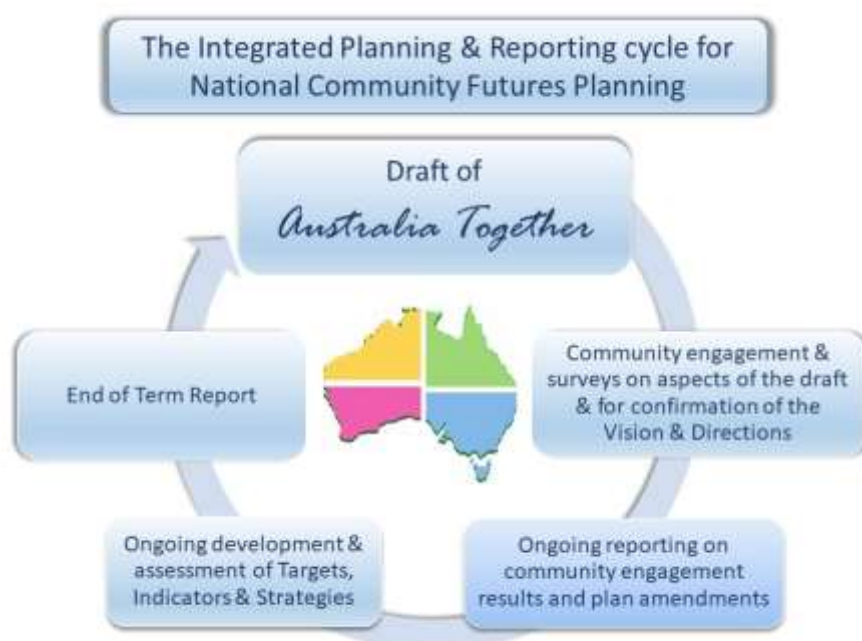 The Integrated Planning & Reporting cycle for
National Community Futures Planning
Draft of
Australia Together
Community engagement &
surveys on aspects of the draft
& for confirmation of the
Vision & Directions
Ongoing reporting on
community engagement
results and plan amendments
Ongoing development &
assessment of Targets,
Indicators & Strategies
End of Term Report